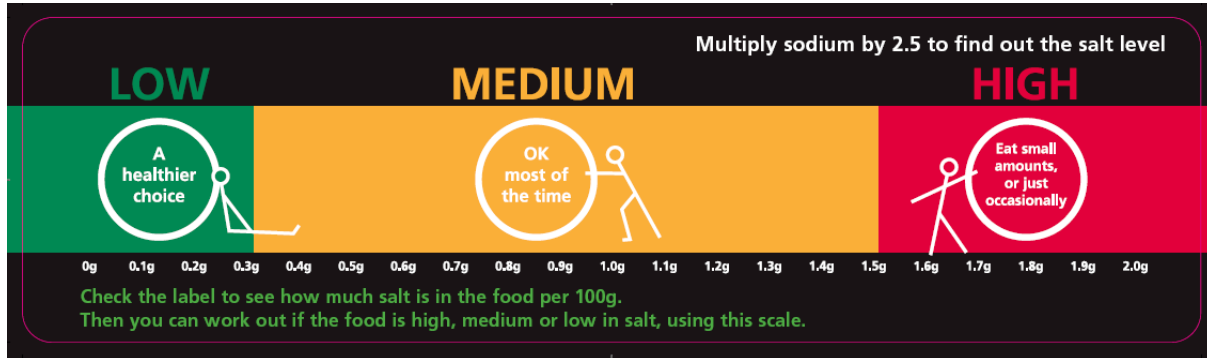 Multiply sodium by 2.5 to find out the salt level
LOW
MEDIUM
HIGH
A
healthier
choice
OK
most of
the time
Eat small
amounts,
or just
occasionally
0g 0.1g 0.2g 0.3g 0.4g 0.5g 0.6g 0.7g 0.8g 0.9g 1.0g 1.1g 1.2g 1.3g 1.4g 1.5g 1.6g 1.7g 1.8g 1.9g 2.0g
Check the label to see how much salt is in the food per 100g.
Then you can work out if the food is high, medium or low in salt, using this scale.